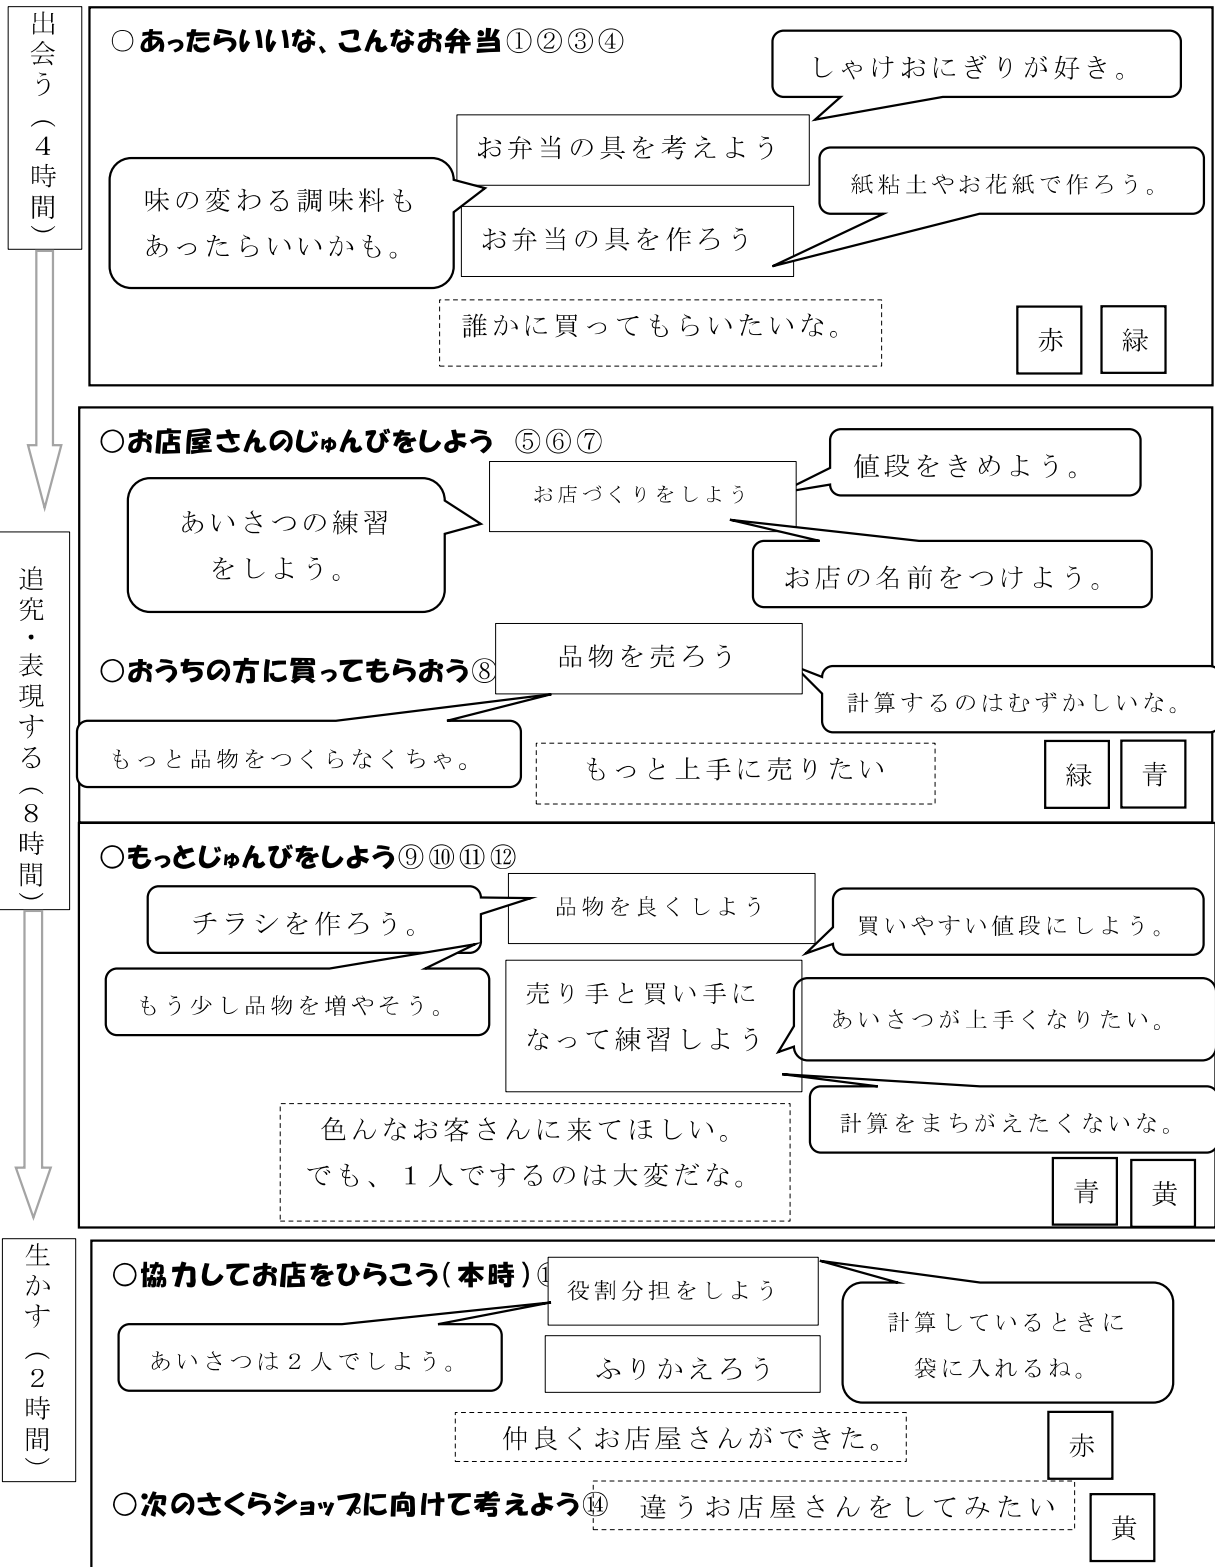 出会う（４時間）
○あったらいいな、こんなお弁当①②③④
しゃけおにぎりが好き。
お弁当の具を考えよう
味の変わる調味料も
あったらいいかも。
紙粘土やお花紙で作ろう。
お弁当の具を作ろう
誰かに買ってもらいたいな。
赤
緑
追究・表現する（８時間）
○お店屋さんのじゅんびをしよう　⑤⑥⑦
値段をきめよう。
お店づくりをしよう
あいさつの練習
をしよう。
お店の名前をつけよう。
○おうちの方に買ってもらおう⑧
品物を売ろう
計算するのはむずかしいな。
もっと品物をつくらなくちゃ。
もっと上手に売りたい
緑
青
○もっとじゅんびをしよう⑨⑩⑪⑫
品物を良くしよう
チラシを作ろう。
買いやすい値段にしよう。
もう少し品物を増やそう。
売り手と買い手に
なって練習しよう
あいさつが上手くなりたい。
計算をまちがえたくないな。
色んなお客さんに来てほしい。
でも、１人でするのは大変だな。
青
黄
生かす（２時間）
○協力してお店をひらこう(本時)
役割分担をしよう
計算しているときに
袋に入れるね。
あいさつは２人でしよう。
ふりかえろう
仲良くお店屋さんができた。
赤
○次のさくらショップに向けて考えよう⑭
違うお店屋さんをしてみたい
黄